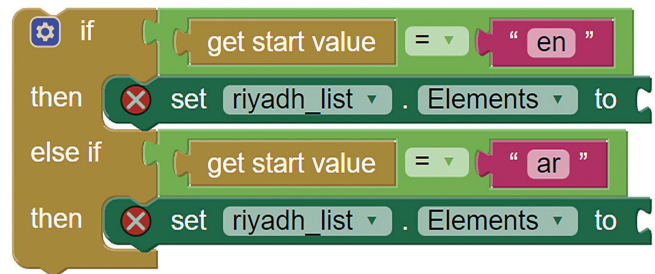 if get start value = “ en ”
then set riyadh_list . Elements to
else if get start value = “ ar ”
then set riyadh_list . Elements to